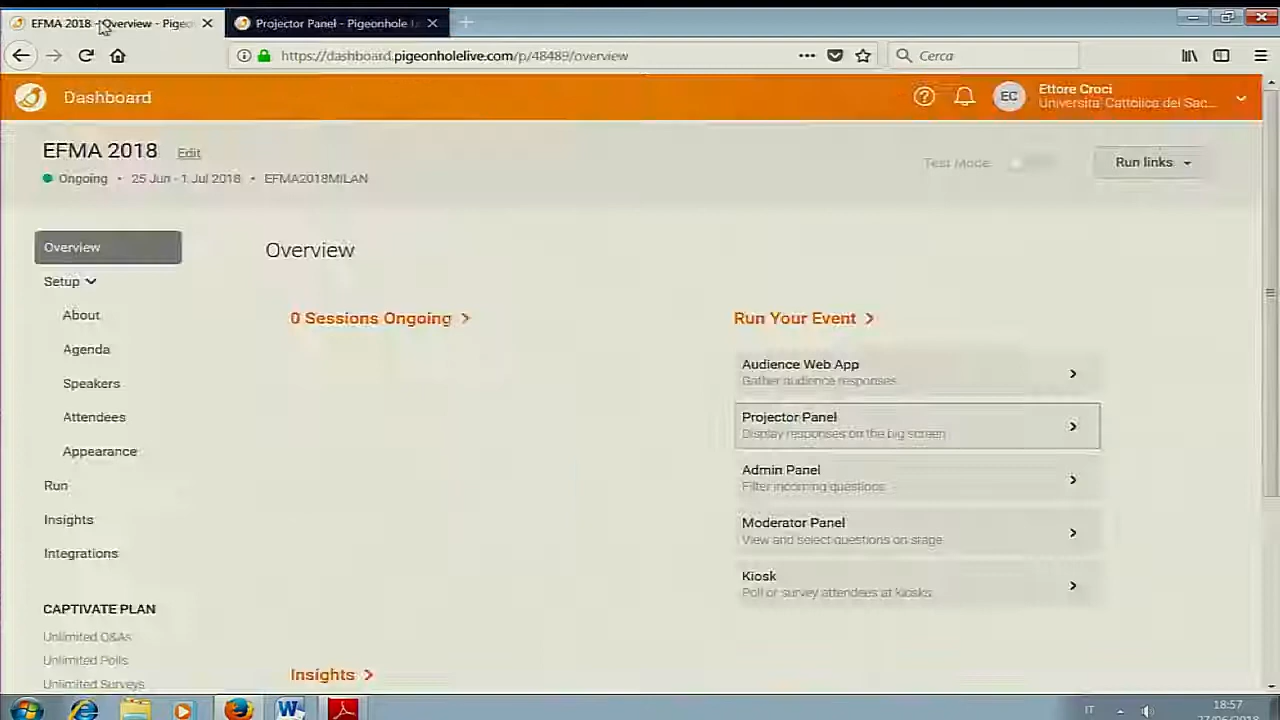 EFMA 2018 - Overview - Pigeo
Projector Panel - Pigeonhole
https://dashboard.pigeonholelive.com/p/48489/overview
Cerca
Dashboard
EC
Ettore Croci
Universita' Cattolica del Sac...
EFMA 2018 Edit
Ongoing • 25 Jun - 1 Jul 2018 • EFMA2018MILAN
Test Mode
Run links
Overview
Setup
About
Agenda
Speakers
Attendees
Appearance
Run
Insights
Integrations
CAPTIVATE PLAN
Unlimited Q&As
Unlimited Polls
Unlimited Surveys
Overview
0 Sessions Ongoing >
Run Your Event >
Audience Web App
Gather audience responses
Projector Panel
Display responses on the big screen
Admin Panel
Filter incoming questions
Moderator Panel
View and select questions on stage
Kiosk
Poll or survey attendees at kiosks
Insights >
IT
18:57
27/06/2018